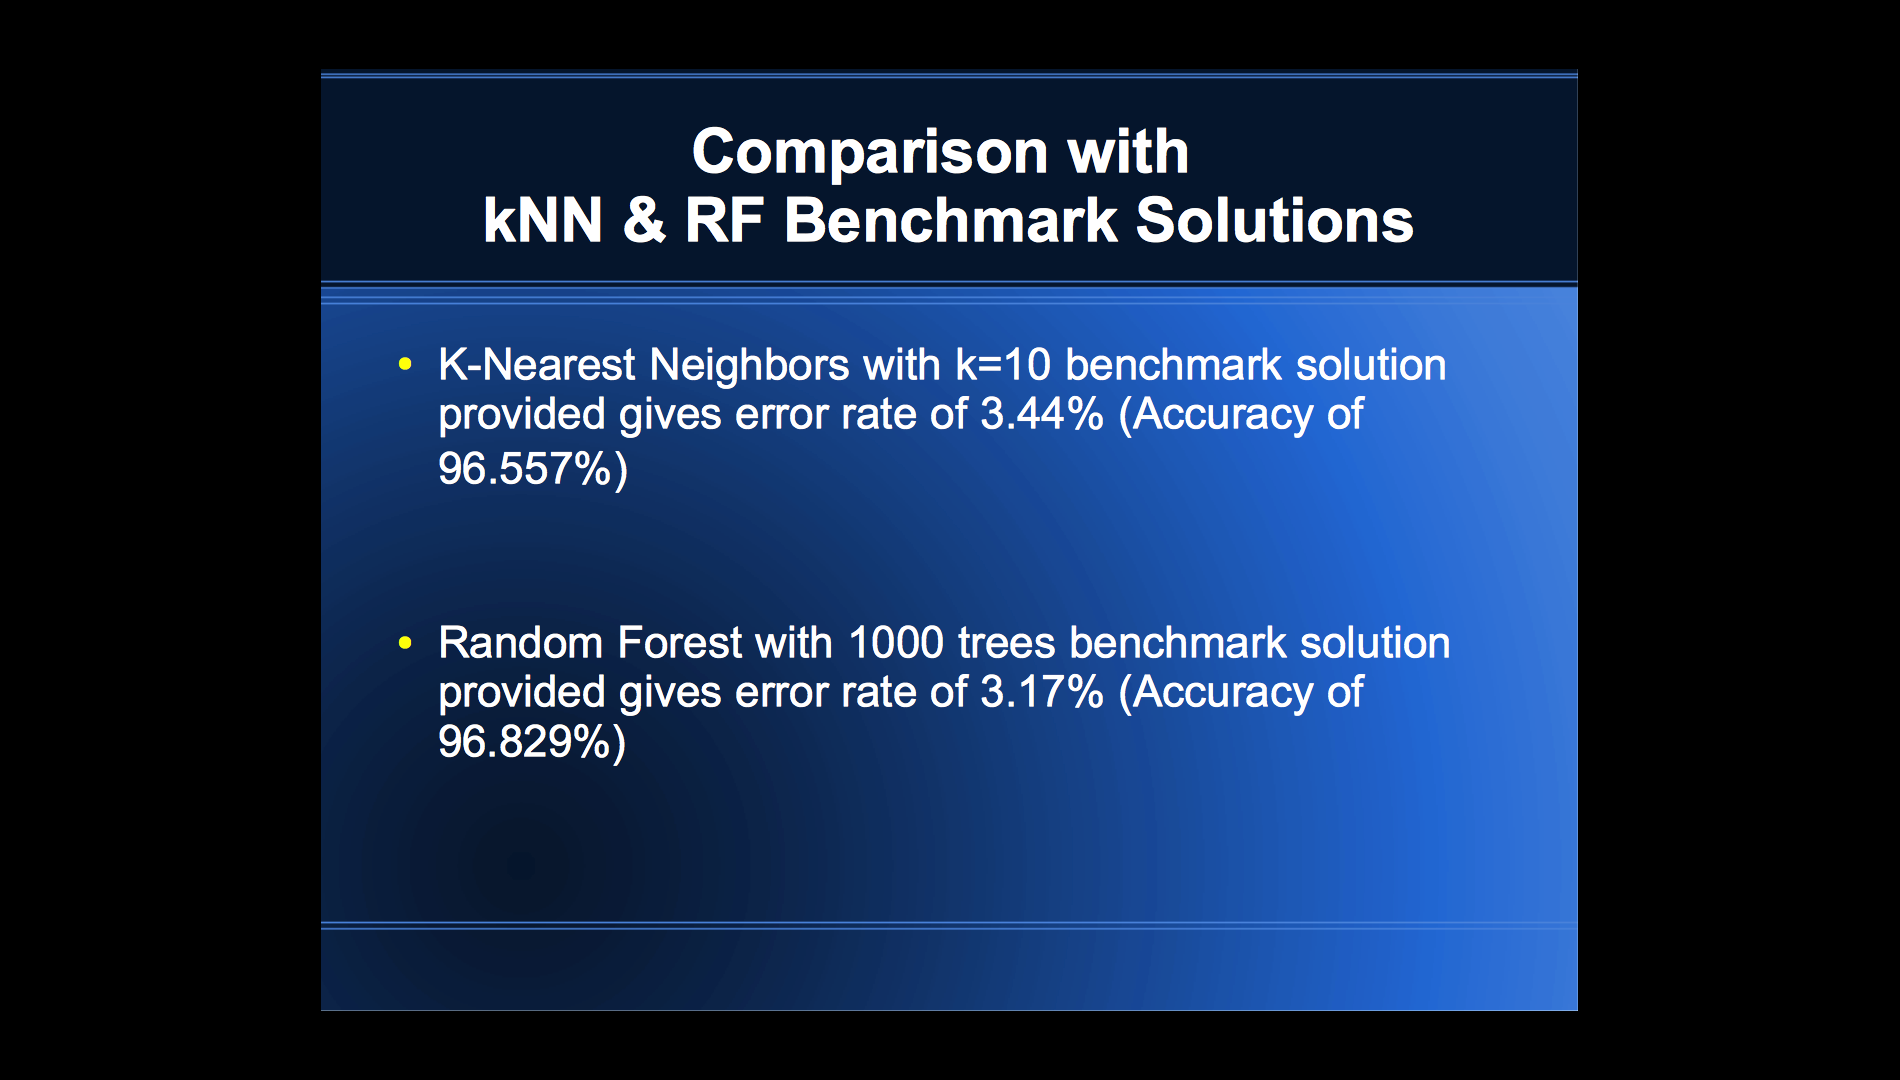 Comparison with
kNN & RF Benchmark Solutions
• K-Nearest Neighbors with k=10 benchmark solution
provided gives error rate of 3.44% (Accuracy of
96.557%)
• Random Forest with 1000 trees benchmark solution
provided gives error rate of 3.17% (Accuracy of
96.829%)